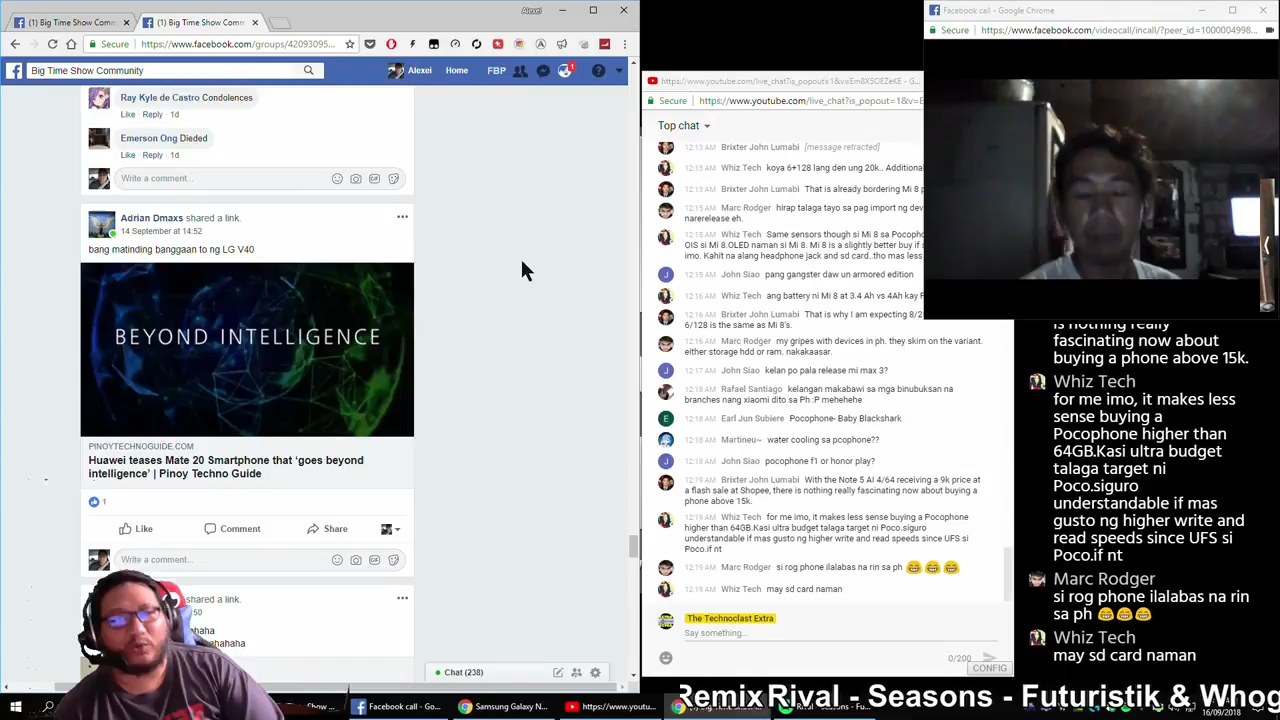 Alexei
(1) Big Time Show Comm
(1) Big Time Show Comm
Secure
https://www.facebook.com/groups/42093095...
Big Time Show Community
Alexei
Home
FBP
1
Ray Kyle de Castro Condolences
Like · Reply · 1d
Emerson Ong Dieded
Like · Reply · 1d
Write a comment...
Adrian Dmaxs shared a link.
14 September at 14:52
bang matinding banggaan to ng LG V40
BEYOND INTELLIGENCE
PINOYTECHNOGUIDE.COM
Huawei teases Mate 20 Smartphone that 'goes beyond
intelligence' | Pinoy Techno Guide
1
Like
Comment
Share
Write a comment...
shared a link.
:50
haha
ahahaha
Chat (238)
https://www.youtube.com/live_chat?is_popout=1&v=Em8X5DEZeKE - G...
Secure
https://www.youtube.com/live_chat?is_popout=1&v=E
Top chat
12:13 AM Brixter John Lumabi [message retracted]
12:13 AM Whiz Tech koya 6+128 lang den ung 20k.. Additional
12:13 AM Brixter John Lumabi That is already bordering Mi 8 p
12:15 AM Marc Rodger hirap talaga tayo sa pag import ng dev
narerelease eh.
12:15 AM Whiz Tech Same sensors though si Mi 8 sa Pocoph
OIS si Mi 8.OLED naman si Mi 8. Mi 8 is a slightly better buy if s
imo. Kahit na alang headphone jack and sd card..tho mas less
12:15 AM John Siao pang gangster daw un armored edition
12:16 AM Whiz Tech ang battery ni Mi 8 at 3.4 Ah vs 4Ah kay P
12:16 AM Brixter John Lumabi That is why I am expecting 8/2
6/128 is the same as Mi 8's.
12:16 AM Marc Rodger my gripes with devices in ph. they skim on the variant.
either storage hdd or ram. nakakaasar.
12:17 AM John Siao kelan po pala release mi max 3?
12:18 AM Rafael Santiago kelangan makabawi sa mga binubuksan na
branches nang xiaomi dito sa Ph :P mehehehe
12:18 AM Earl Jun Subiere Pocophone- Baby Blackshark
12:18 AM Martineu~ water cooling sa pcophone??
12:18 AM John Siao pocophone f1 or honor play?
12:19 AM Brixter John Lumabi With the Note 5 AI 4/64 receiving a 9k price at
a flash sale at Shopee, there is nothing really fascinating now about buying a
phone above 15k.
12:19 AM Whiz Tech for me imo, it makes less sense buying a Pocophone
higher than 64GB.Kasi ultra budget talaga target ni Poco.siguro
understandable if mas gusto ng higher write and read speeds since UFS si
Poco.if nt
12:19 AM Marc Rodger si rog phone ilalabas na rin sa ph 😂 😂 😂
12:19 AM Whiz Tech may sd card naman
The Technoclast Extra
Say something...
0/200
CONFIG
Facebook call - Google Chrome
Secure
https://www.facebook.com/videocall/incall/?peer_id=1000004998...
is nothing really
fascinating now about
buying a phone above 15k.
Whiz Tech
for me imo, it makes less
sense buying a
Pocophone higher than
64GB.Kasi ultra budget
talaga target ni
Poco.siguro
understandable if mas
gusto ng higher write and
read speeds since UFS si
Poco.if nt
Marc Rodger
si rog phone ilalabas na rin
sa ph 😂😂😂
Whiz Tech
may sd card naman
Remix Rival - Seasons - Futuristik & Whog
Facebook call - Go...
Samsung Galaxy N...
https://www.youtu...
Rival - Seasons - Fu...
16/09/2018